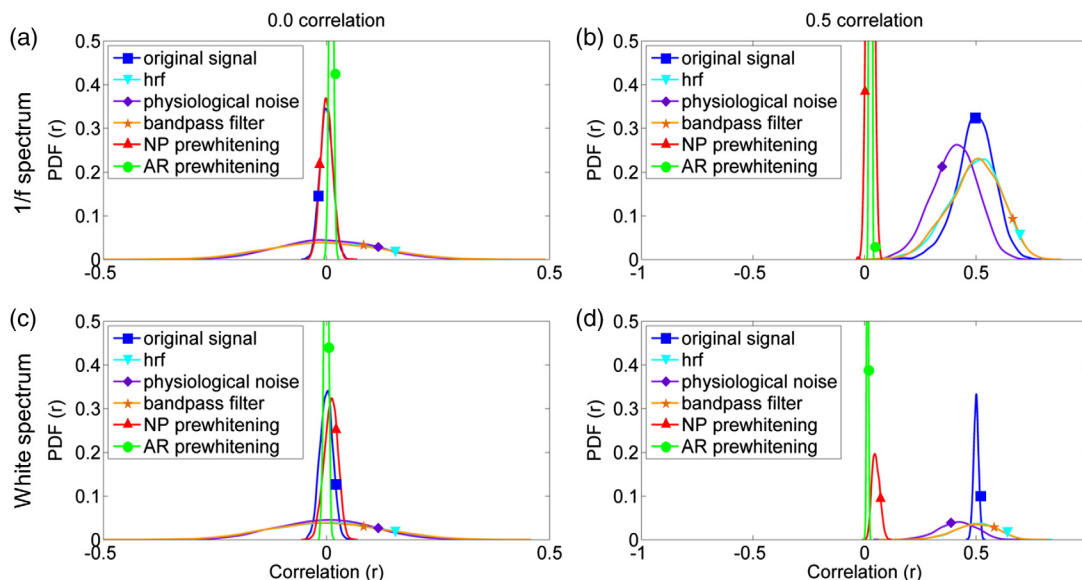 0.0 correlation
0.5 correlation
(a)
(b)
1/f spectrum
PDF (r)
0.5
0.4
0.3
0.2
0.1
0
original signal
hrf
physiological noise
bandpass filter
NP prewhitening
AR prewhitening
-0.5
0
0.5
PDF (r)
0.5
0.4
0.3
0.2
0.1
0
original signal
hrf
physiological noise
bandpass filter
NP prewhitening
AR prewhitening
-1
-0.5
0
0.5
1
(c)
(d)
White spectrum
PDF (r)
0.5
0.4
0.3
0.2
0.1
0
original signal
hrf
physiological noise
bandpass filter
NP prewhitening
AR prewhitening
-0.5
0
0.5
Correlation (r)
PDF (r)
0.5
0.4
0.3
0.2
0.1
0
original signal
hrf
physiological noise
bandpass filter
NP prewhitening
AR prewhitening
-1
-0.5
0
0.5
1
Correlation (r)